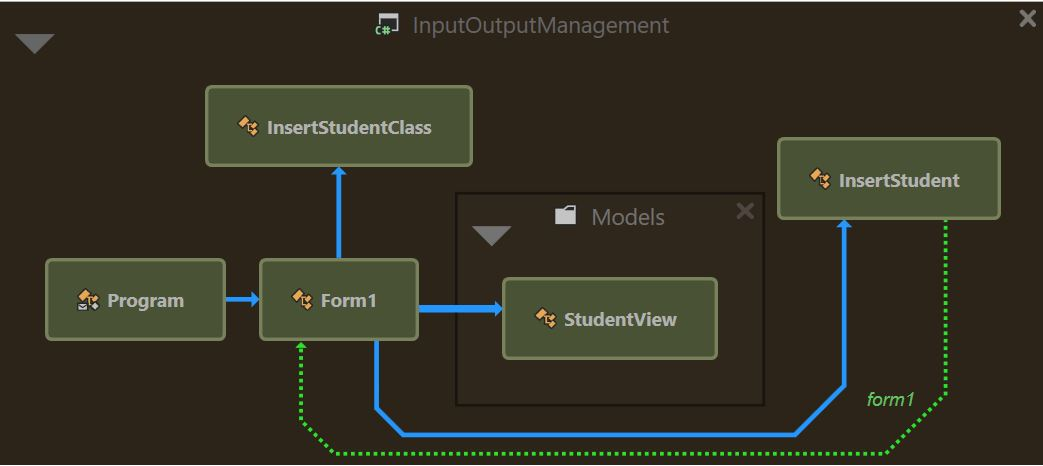 C# InputOutputManagement
InsertStudentClass
InsertStudent
Models
Program
Form1
StudentView
form1